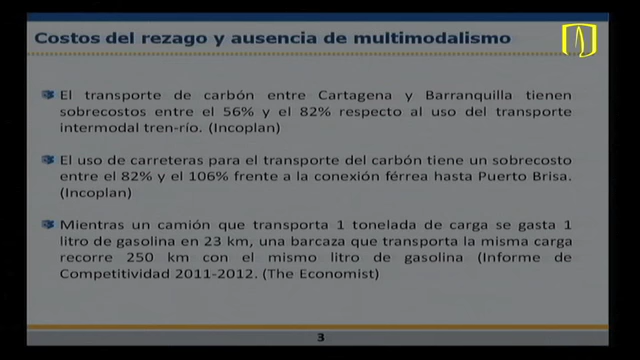 Costos del rezago y ausencia de multimodalismo
El transporte de carbón entre Cartagena y Barranquilla tienen
sobrecostos entre el 56% y el 82% respecto al uso del transporte
intermodal tren-río. (Incoplan)
El uso de carreteras para el transporte del carbón tiene un sobrecosto
entre el 82% y el 106% frente a la conexión férrea hasta Puerto Brisa.
(Incoplan)
Mientras un camión que transporta 1 tonelada de carga se gasta 1
litro de gasolina en 23 km, una barcaza que transporta la misma carga
recorre 250 km con el mismo litro de gasolina (Informe de
Competitividad 2011-2012. (The Economist)
3